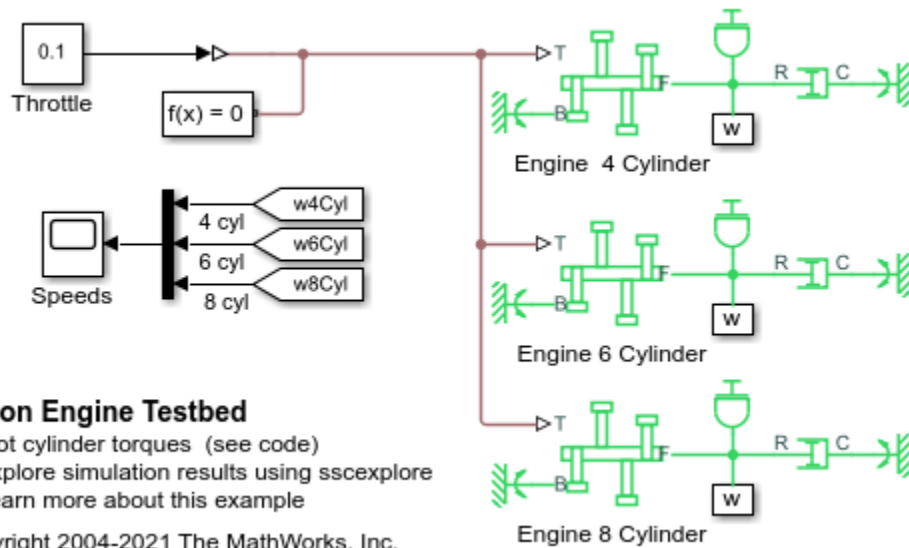 0.1
Throttle
f(x) = 0
w4Cyl
4 cyl
w6Cyl
6 cyl
w8Cyl
8 cyl
Speeds
T
B
F
R
C
w
Engine  4 Cylinder
T
B
F
R
C
w
Engine 6 Cylinder
T
B
F
R
C
w
Engine 8 Cylinder
on Engine Testbed
ot cylinder torques  (see code)
xplore simulation results using sscexplore
earn more about this example
yright 2004-2021 The MathWorks, Inc.